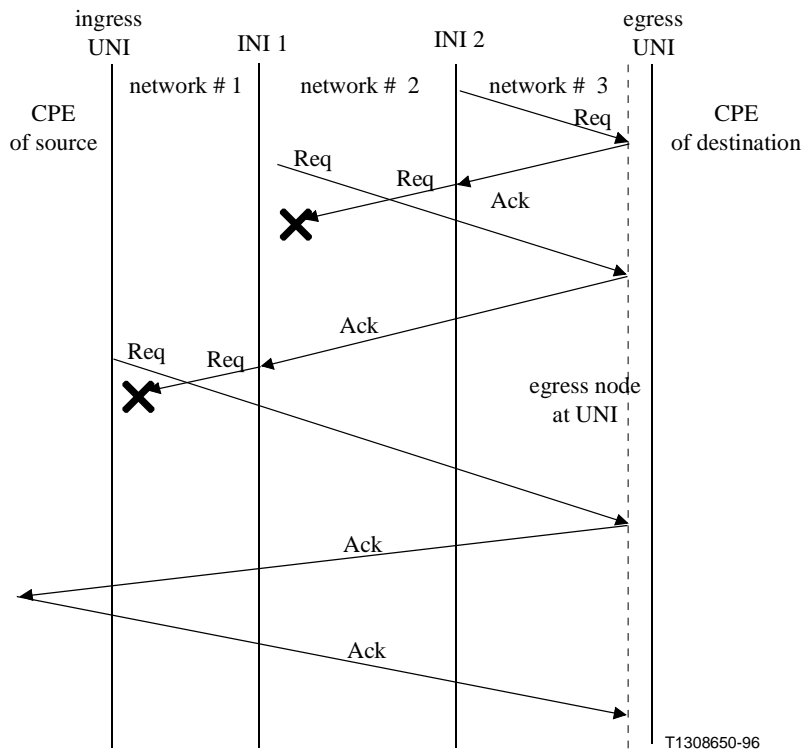 ingress
UNI
INI 1
INI 2
egress
UNI
network # 1
network # 2
network # 3
CPE
of source
CPE
of destination
Req
Req
Req
Ack
Ack
Req
Req
egress node
at UNI
Ack
Ack
T1308650-96